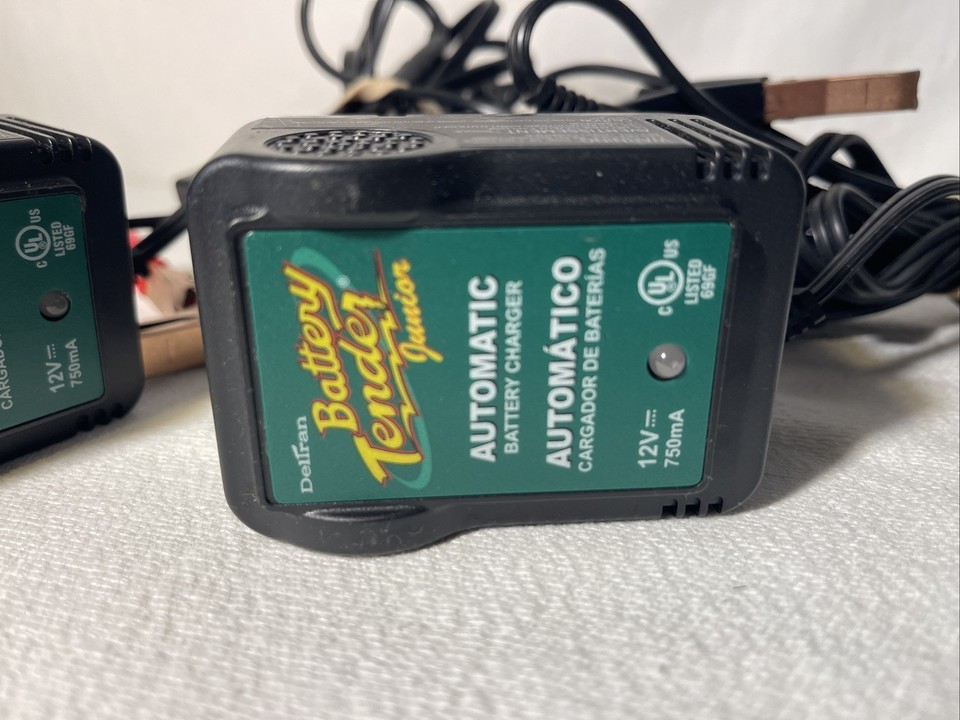 Deltran
Battery
Tender®
Junior
AUTOMATIC
BATTERY CHARGER
AUTOMÁTICO
CARGADOR DE BATERÍAS
C UL US
LISTED
69GF
12V
750mA
C UL US
LISTED
69GF
12V
750mA